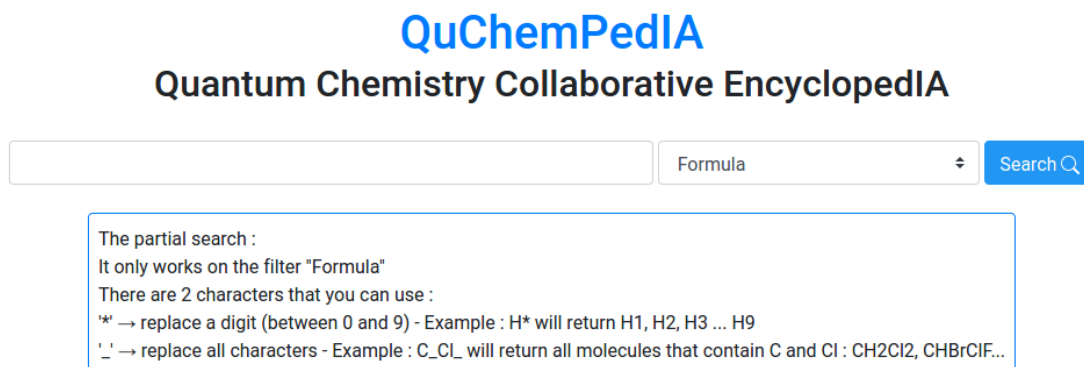 QuChemPedIA
Quantum Chemistry Collaborative EncyclopedIA
Formula
Search
The partial search :
It only works on the filter "Formula"
There are 2 characters that you can use :
'*' → replace a digit (between 0 and 9) - Example : H* will return H1, H2, H3 ... H9
'_' → replace all characters - Example : C_Cl_ will return all molecules that contain C and Cl : CH2Cl2, CHBrClF...